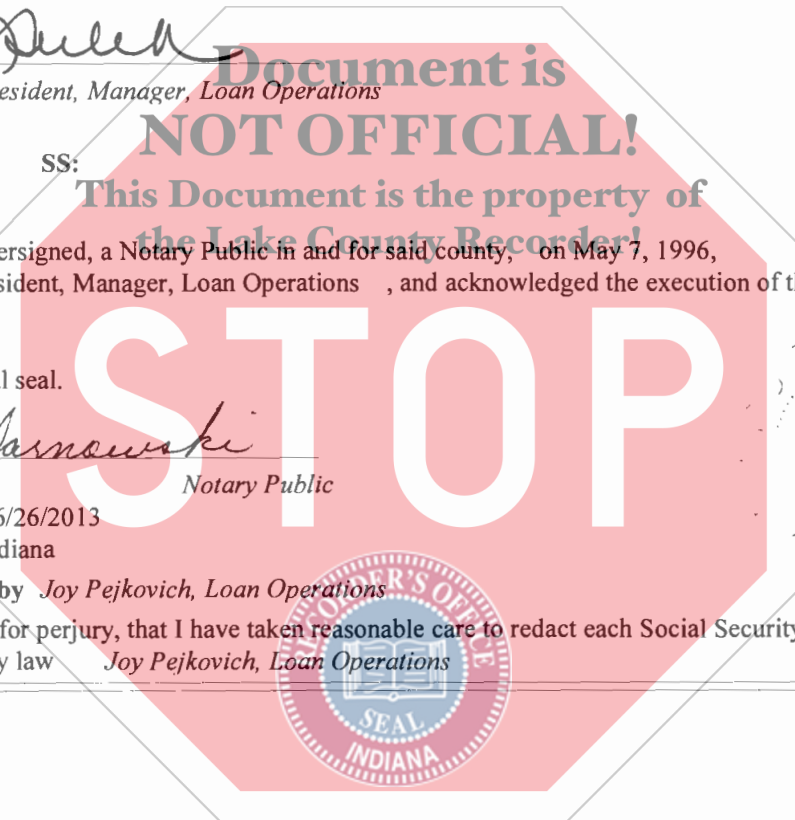 Document is
esident, Manager, Loan Operations
NOT OFFICIAL!
SS:
This Document is the property of
the Lake County Recorder!
ersigned, a Notary Public in and for said county, on May 7, 1996,
sident, Manager, Loan Operations , and acknowledged the execution of th
STOP
l seal.
arnowski
Notary Public
6/26/2013
diana
by Joy Pejkovich, Loan Operations
for perjury, that I have taken reasonable care to redact each Social Security
y law Joy Pejkovich, Loan Operations
RECORDER'S OFFICE
SEAL
INDIANA